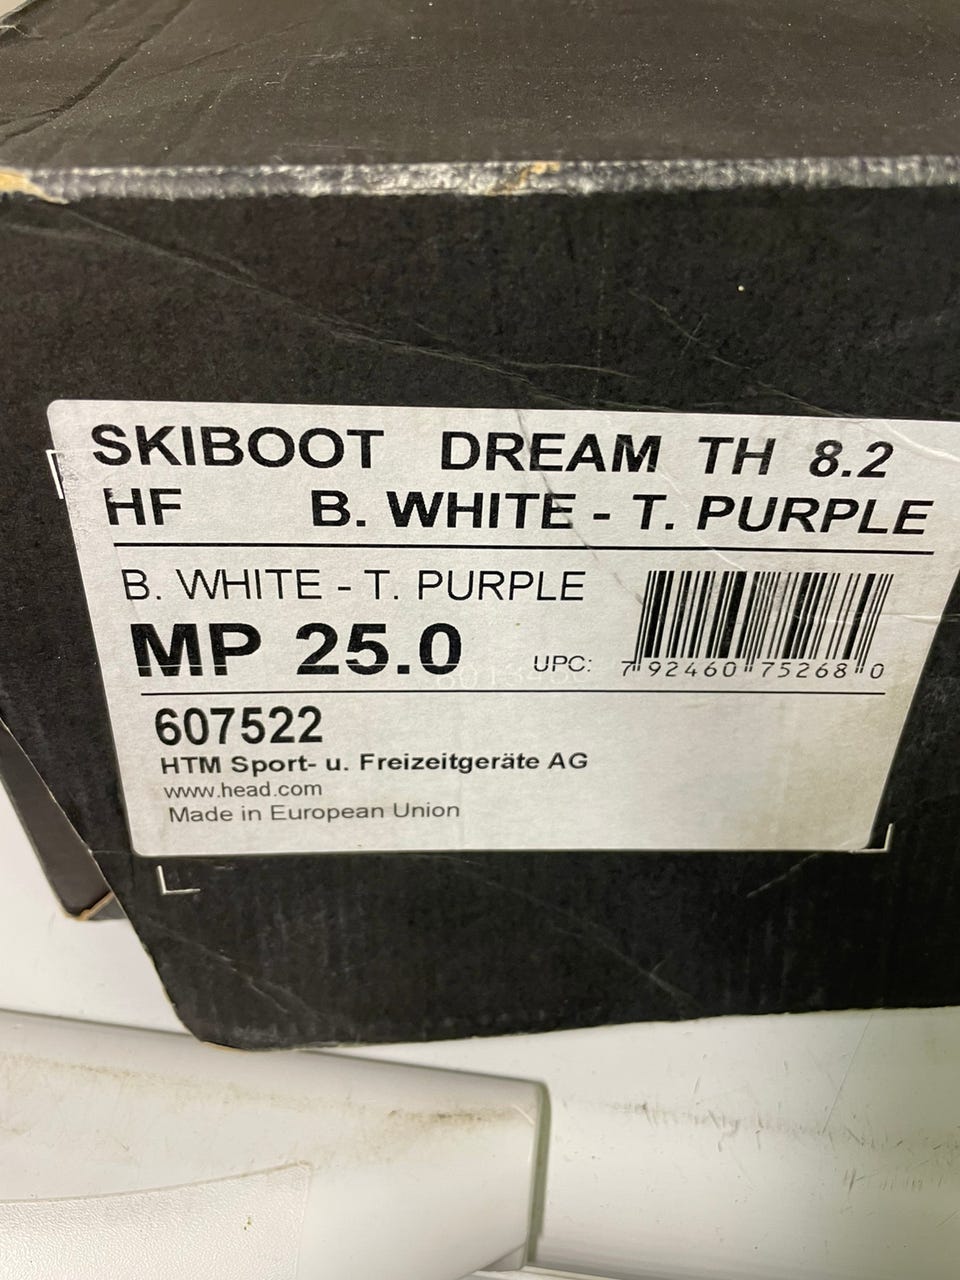 SKIBOOT DREAM TH 8.2
HF B. WHITE - T. PURPLE
B. WHITE - T. PURPLE
MP 25.0 UPC: 7 92460 75268 0
607522
HTM Sport- u. Freizeitgeräte AG
www.head.com
Made in European Union